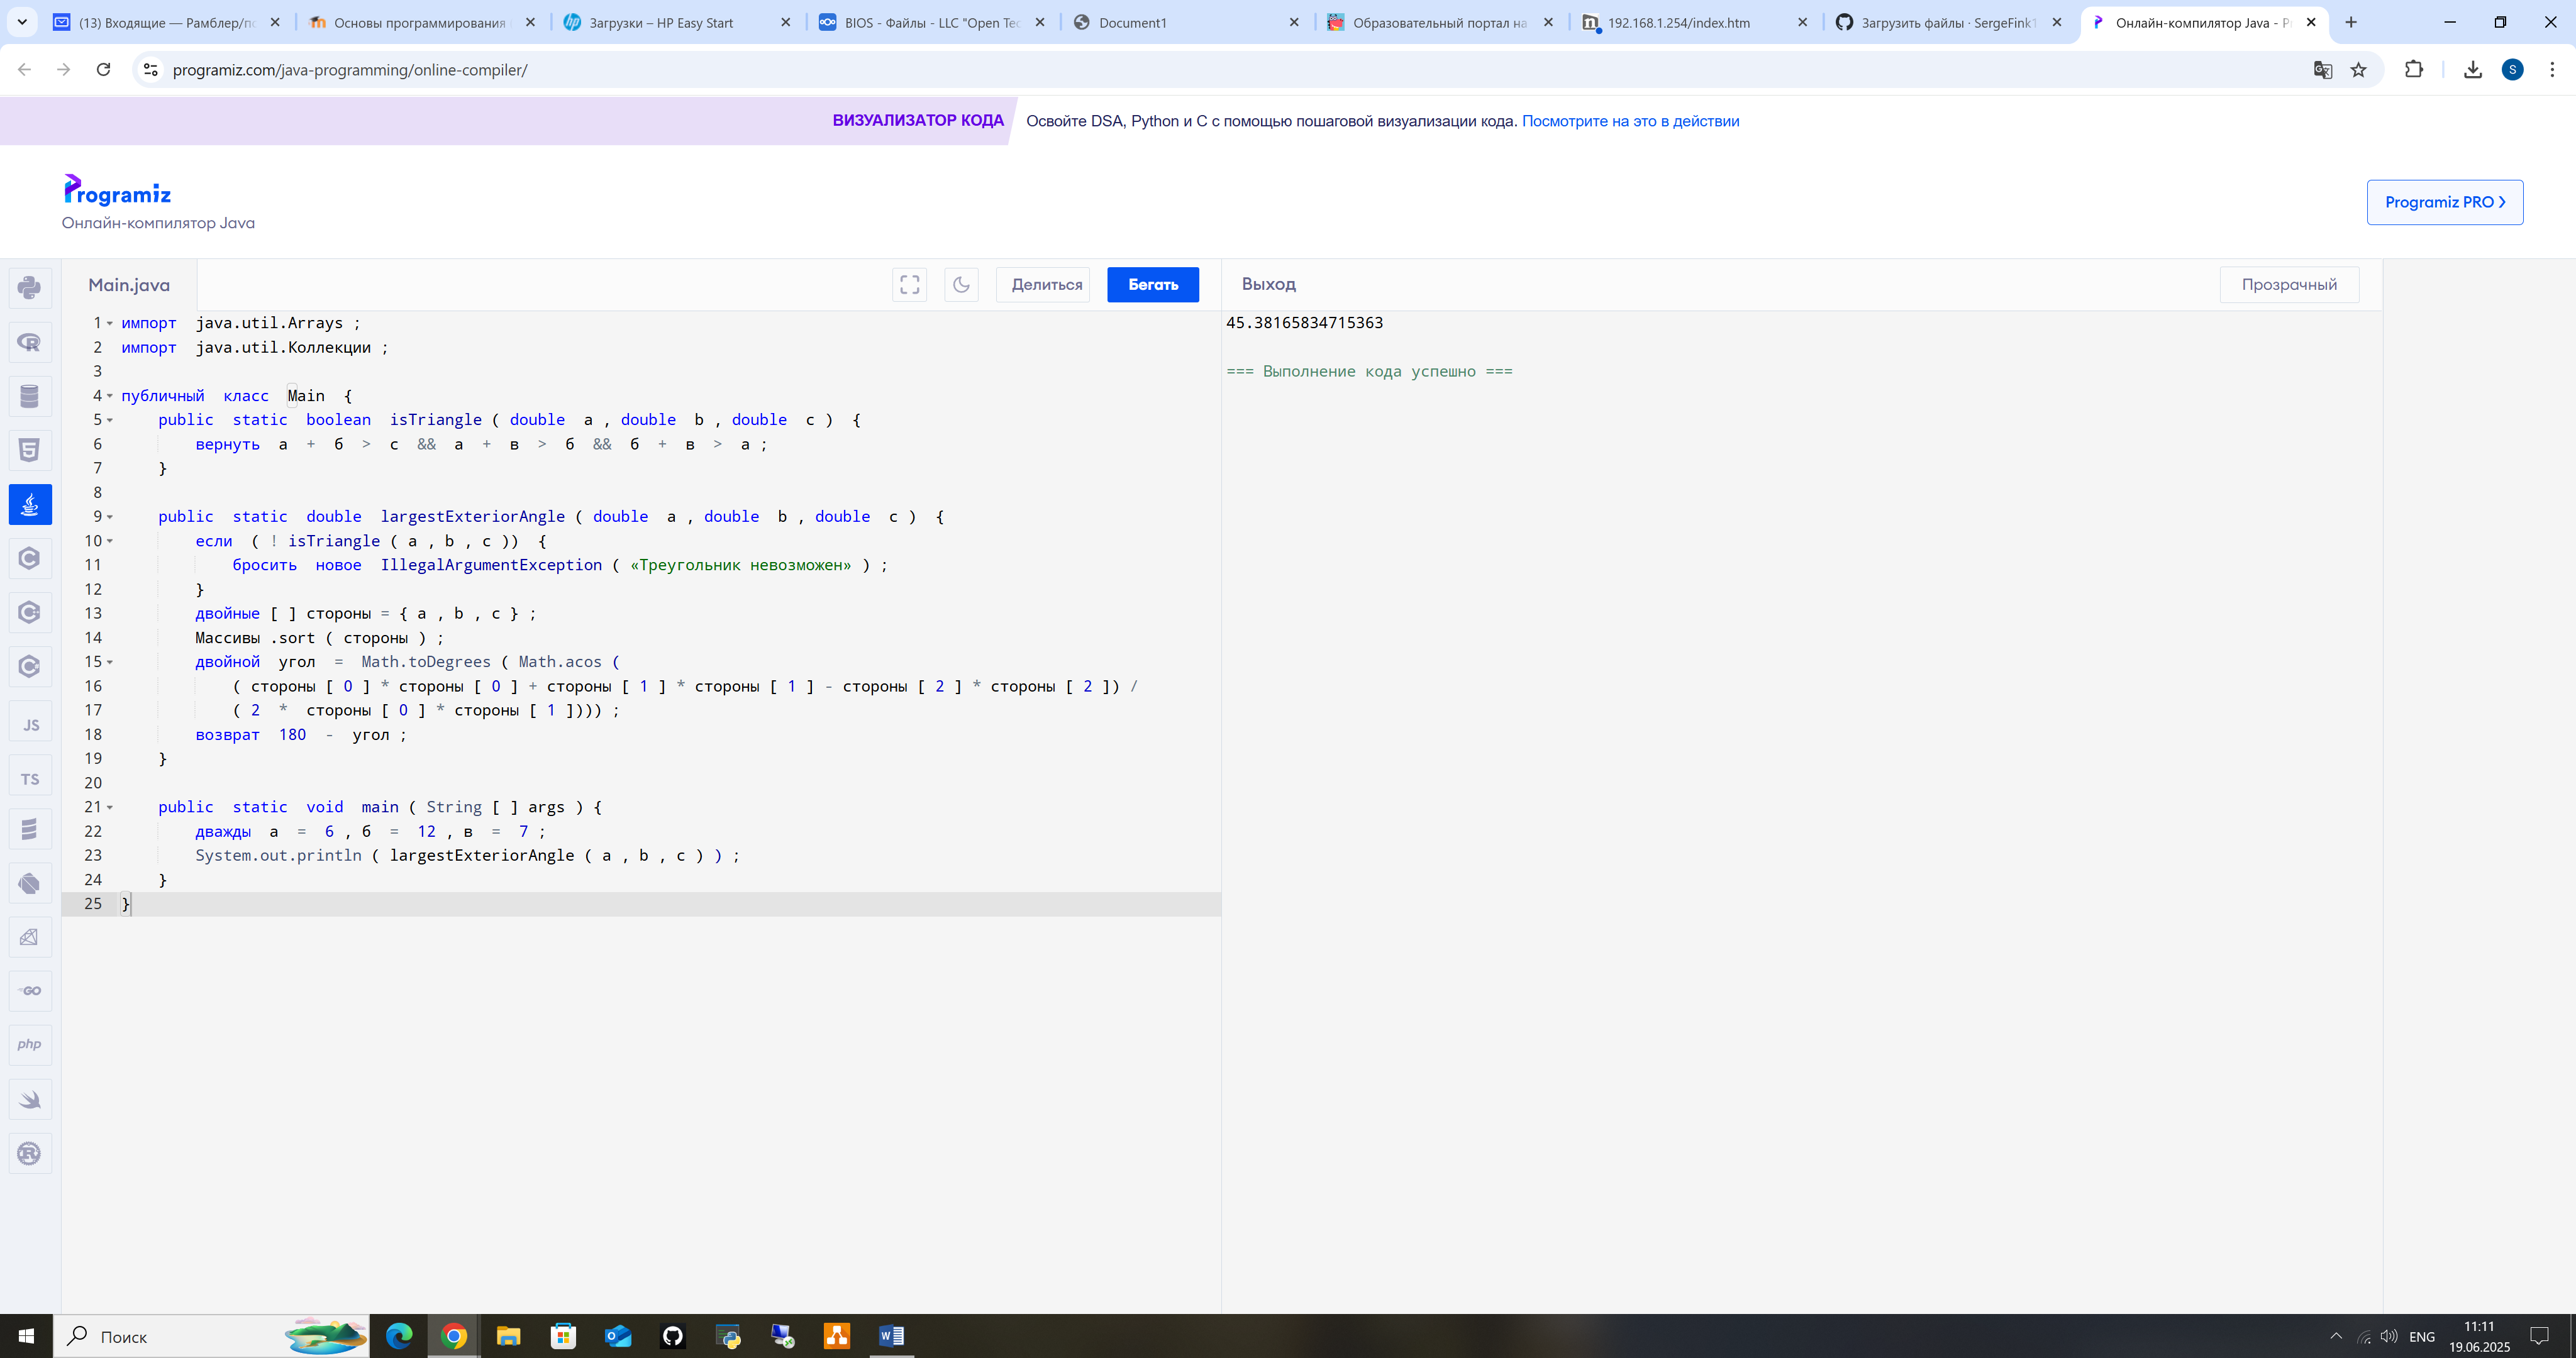 (13) Входящие — Рамблер/по
Основы программирования
Загрузки – HP Easy Start
BIOS - Файлы - LLC "Open Tec
Document1
Образовательный портал на
192.168.1.254/index.htm
Загрузить файлы · SergeFink1
Онлайн-компилятор Java - Pr
programiz.com/java-programming/online-compiler/
S
ВИЗУАЛИЗАТОР КОДА
Освойте DSA, Python и C с помощью пошаговой визуализации кода. Посмотрите на это в действии
Programiz
Онлайн-компилятор Java
Programiz PRO
Main.java
Делиться
Бегать
Выход
Прозрачный
1 импорт java.util.Arrays ;
2 импорт java.util.Коллекции ;
3
4 публичный класс Main {
5 public static boolean isTriangle ( double a , double b , double c ) {
6 вернуть а + б > с && а + в > б && б + в > а ;
7 }
8
9 public static double largestExteriorAngle ( double a , double b , double c ) {
10 если ( ! isTriangle ( a , b , c )) {
11 бросить новое IllegalArgumentException ( «Треугольник невозможен» ) ;
12 }
13 двойные [ ] стороны = { a , b , c } ;
14 Массивы .sort ( стороны ) ;
15 двойной угол = Math.toDegrees ( Math.acos (
16 ( стороны [ 0 ] * стороны [ 0 ] + стороны [ 1 ] * стороны [ 1 ] - стороны [ 2 ] * стороны [ 2 ]) /
17 ( 2 * стороны [ 0 ] * стороны [ 1 ]))) ;
18 возврат 180 - угол ;
19 }
20
21 public static void main ( String [ ] args ) {
22 дважды а = 6 , б = 12 , в = 7 ;
23 System.out.println ( largestExteriorAngle ( a , b , c ) ) ;
24 }
25 }
45.38165834715363
=== Выполнение кода успешно ===
JS
TS
GO
php
Поиск
ENG
11:11
19.06.2025